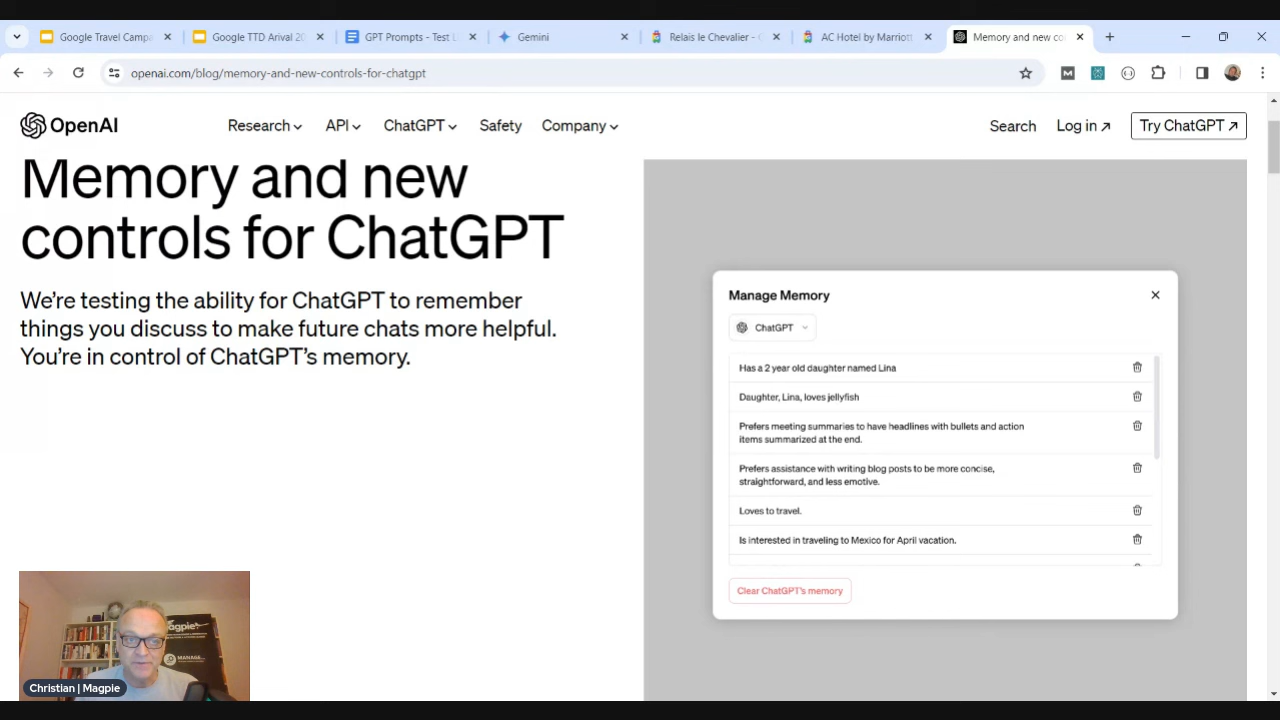 Google Travel Campa
Google TTD Arival 20
GPT Prompts - Test L
Gemini
Relais le Chevalier - G
AC Hotel by Marriott
Memory and new co
openai.com/blog/memory-and-new-controls-for-chatgpt
OpenAI
Research
API
ChatGPT
Safety
Company
Search
Log in
Try ChatGPT
Memory and new
controls for ChatGPT
We're testing the ability for ChatGPT to remember
things you discuss to make future chats more helpful.
You're in control of ChatGPT's memory.
Manage Memory
ChatGPT
Has a 2 year old daughter named Lina
Daughter, Lina, loves jellyfish
Prefers meeting summaries to have headlines with bullets and action
items summarized at the end.
Prefers assistance with writing blog posts to be more concise,
straightforward, and less emotive.
Loves to travel.
Is interested in traveling to Mexico for April vacation.
Clear ChatGPT's memory
agpie
MANAGE
Christian | Magpie